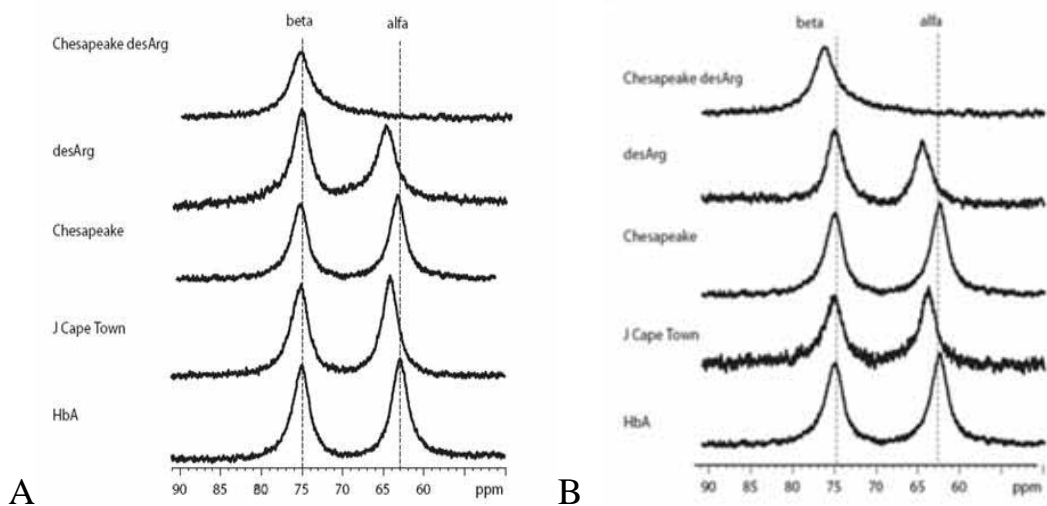 beta alfa
Chesapeake desArg
desArg
Chesapeake
J Cape Town
HbA
90 85 80 75 70 65 60 ppm
A
beta alfa
Chesapeake desArg
desArg
Chesapeake
J Cape Town
HbA
90 85 80 75 70 65 60 ppm
B